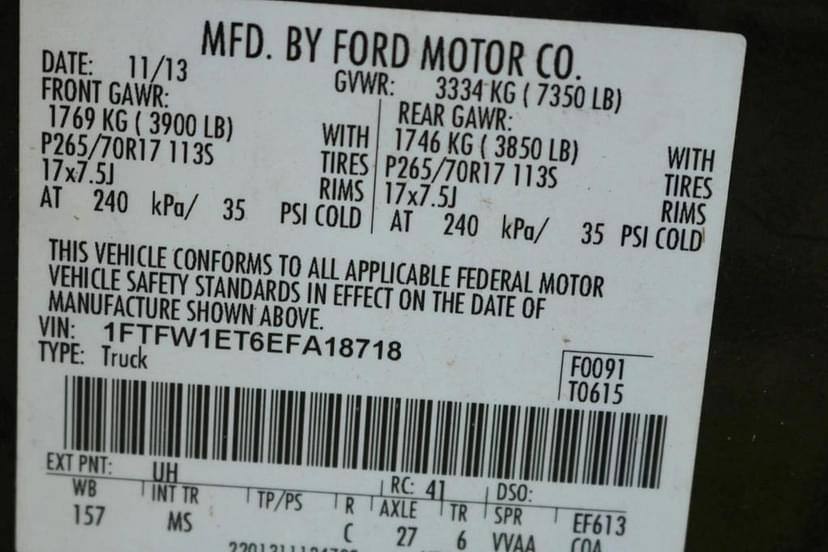 MFD. BY FORD MOTOR CO.
DATE: 11/13 GVWR: 3334 KG ( 7350 LB)
FRONT GAWR: REAR GAWR:
1769 KG ( 3900 LB) WITH 1746 KG ( 3850 LB) WITH
P265/70R17 113S TIRES P265/70R17 113S TIRES
17x7.5J RIMS 17x7.5J RIMS
AT 240 kPa/ 35 PSI COLD AT 240 kPa/ 35 PSI COLD
THIS VEHICLE CONFORMS TO ALL APPLICABLE FEDERAL MOTOR
VEHICLE SAFETY STANDARDS IN EFFECT ON THE DATE OF
MANUFACTURE SHOWN ABOVE.
VIN: 1FTFW1ET6EFA18718
TYPE: Truck
F0091
T0615
EXT PNT: UH RC: 41 DSO:
WB INT TR TP/PS R AXLE TR SPR EF613
157 MS C 27 6 VVAA